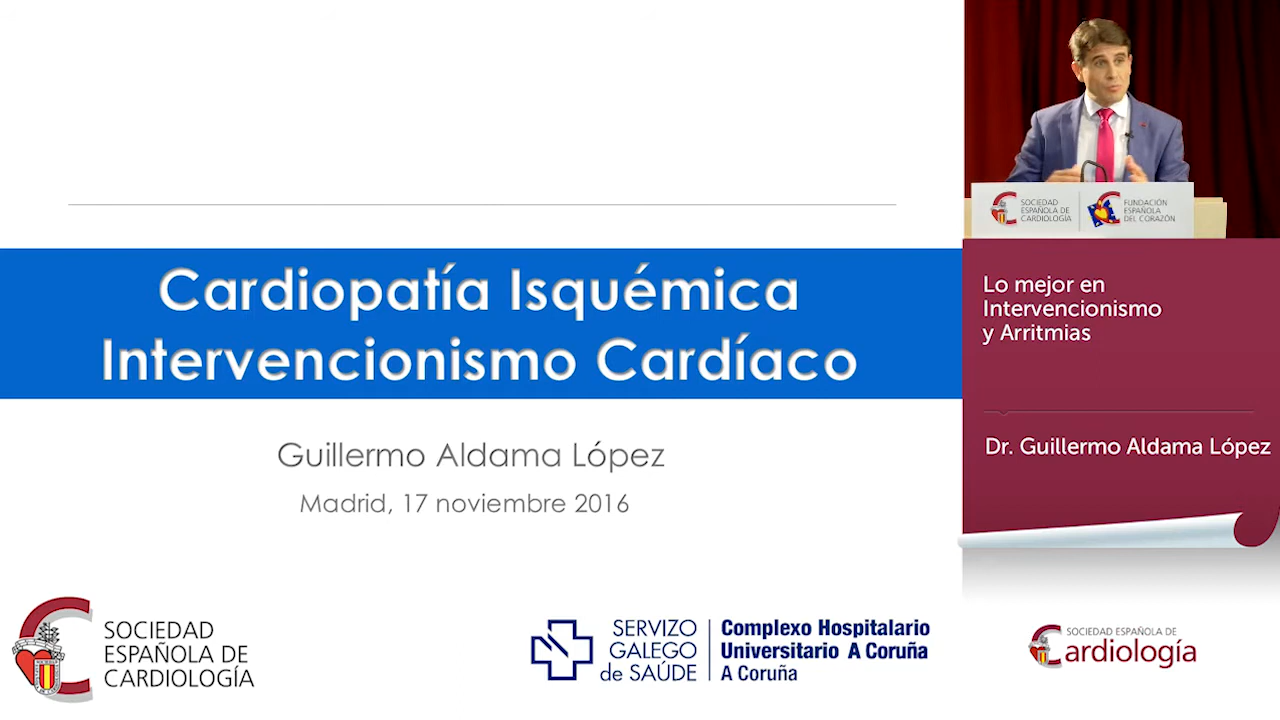 Cardiopatía Isquémica
Intervencionismo Cardíaco
Guillermo Aldama López
Madrid, 17 noviembre 2016
SOCIEDAD
ESPAÑOLA DE
CARDIOLOGÍA
SERVIZO
GALEGO
de SAÚDE
Complexo Hospitalario
Universitario A Coruña
A Coruña
SOCIEDAD
ESPAÑOLA DE
CARDIOLOGÍA
FUNDACIÓN
ESPAÑOLA
DEL CORAZÓN
Lo mejor en
Intervencionismo
y Arritmias
Dr. Guillermo Aldama López
SOCIEDAD ESPAÑOLA DE
Cardiología